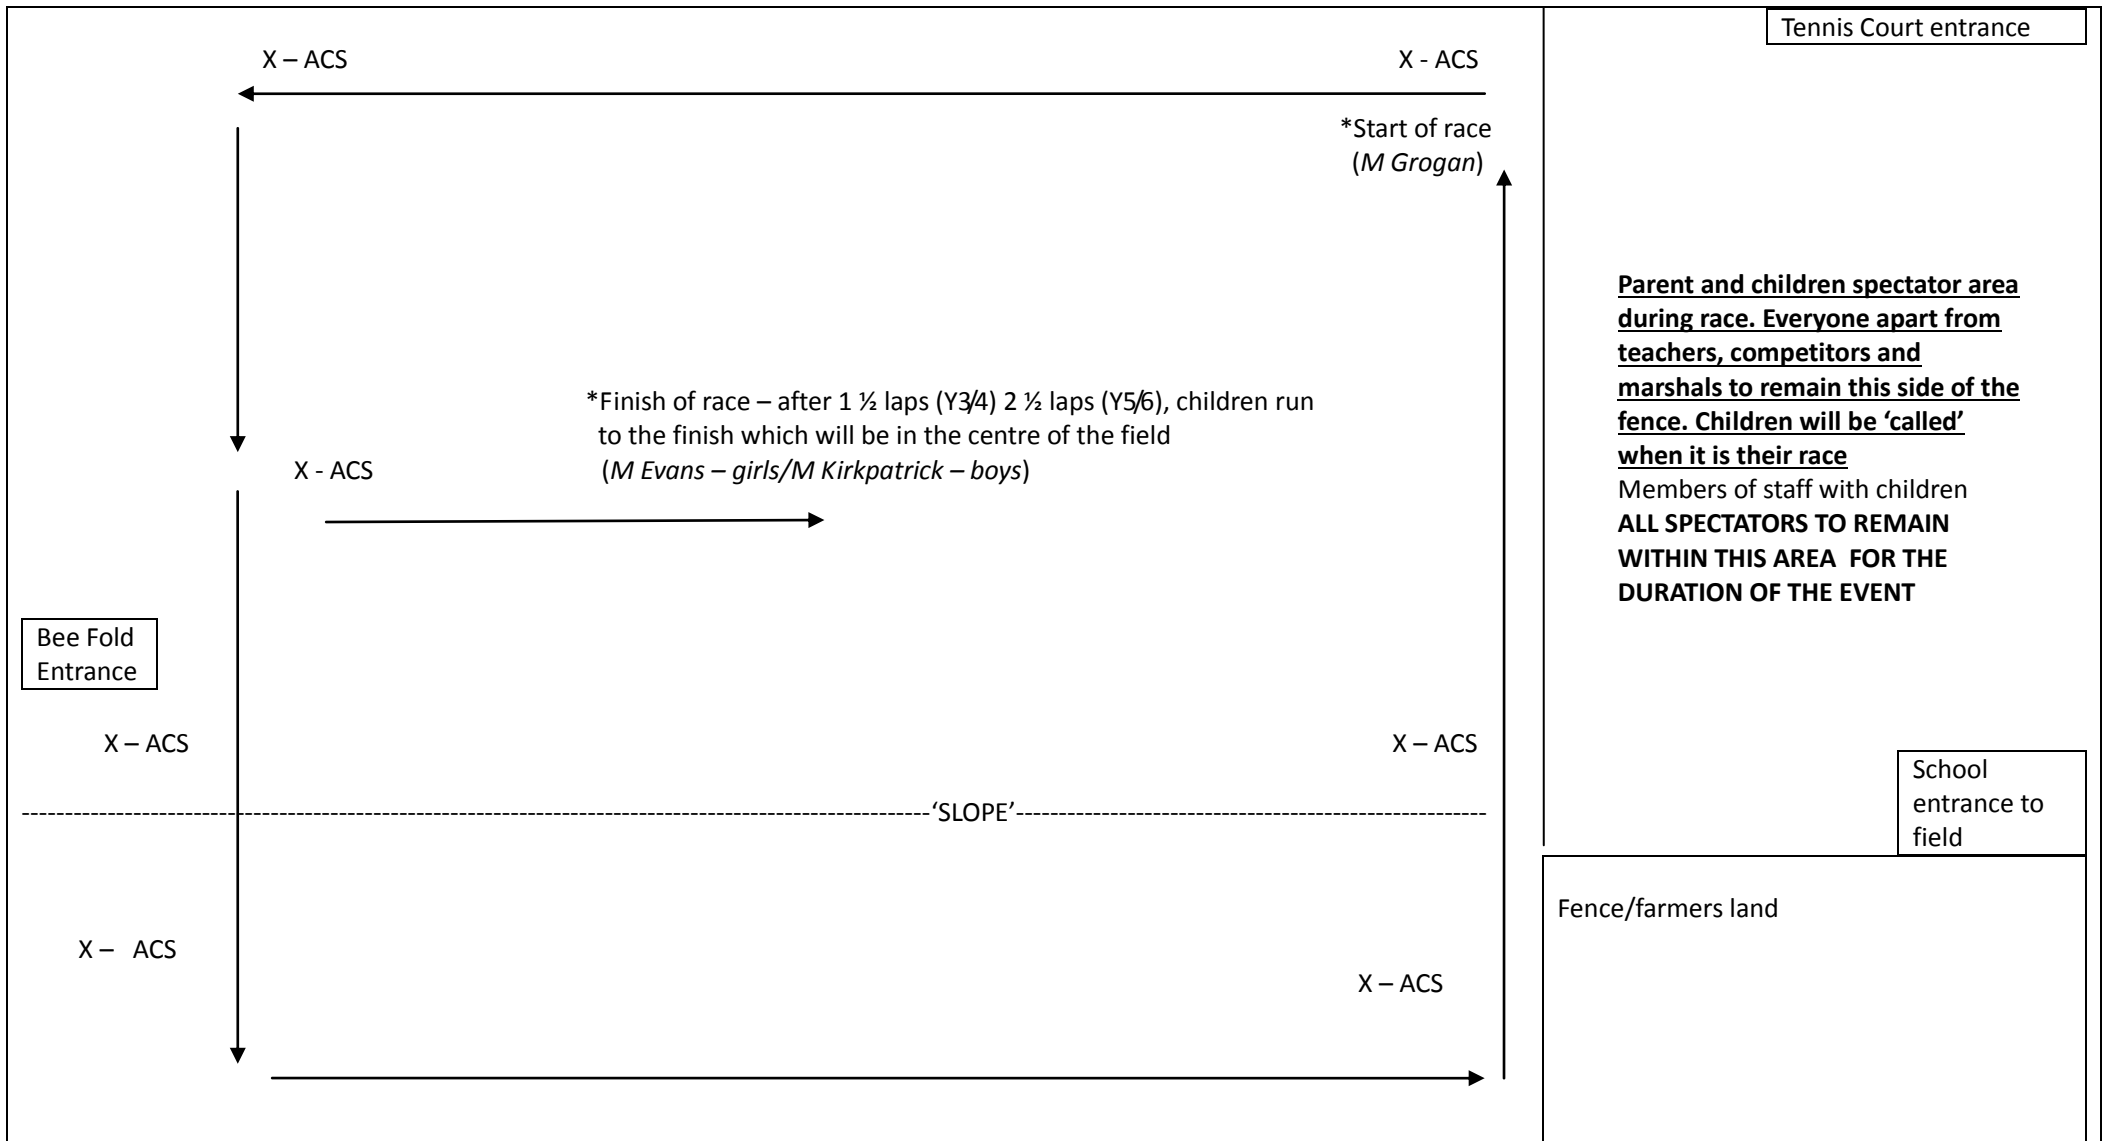 Tennis Court entrance
X – ACS
X - ACS
*Start of race
(M Grogan)
Parent and children spectator area
during race. Everyone apart from
teachers, competitors and
marshals to remain this side of the
fence. Children will be ‘called’
when it is their race
Members of staff with children
ALL SPECTATORS TO REMAIN
WITHIN THIS AREA FOR THE
DURATION OF THE EVENT
*Finish of race – after 1 ½ laps (Y3/4) 2 ½ laps (Y5/6), children run
to the finish which will be in the centre of the field
(M Evans – girls/M Kirkpatrick – boys)
X - ACS
Bee Fold
Entrance
X – ACS
X – ACS
School
entrance to
field
‘SLOPE’
Fence/farmers land
X – ACS
X – ACS